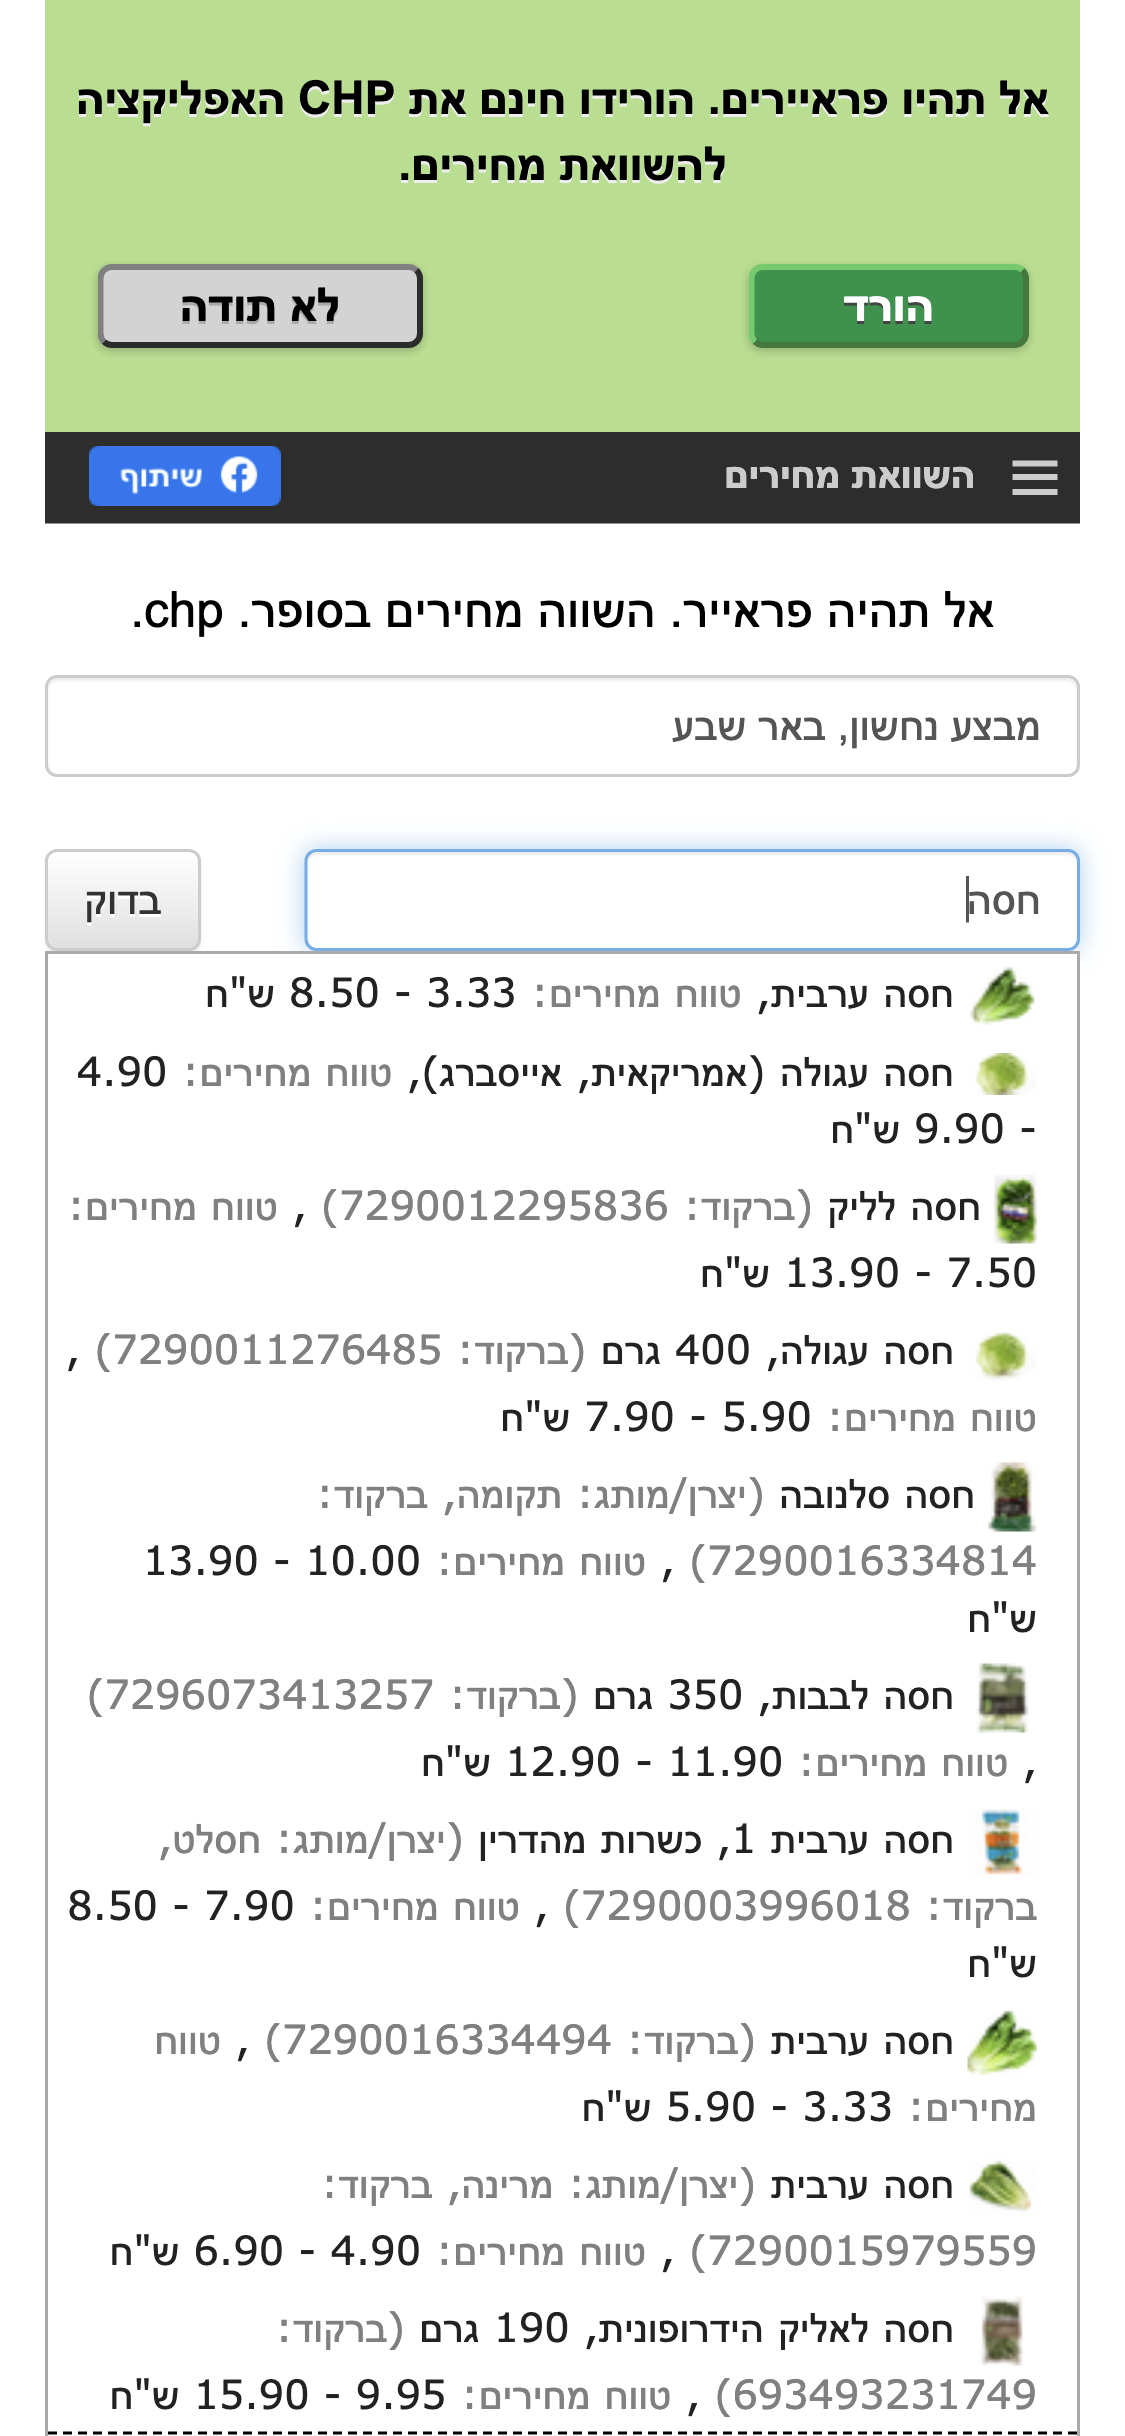 אל תהיו פראיירים. הורידו חינם את CHP האפליקציה
להשוואת מחירים.
הורד
לא תודה
השוואת מחירים
שיתוף
אל תהיה פראייר. השווה מחירים בסופר. chp.
מבצע נחשון, באר שבע
חסה
בדוק
חסה ערבית, טווח מחירים: 3.33 - 8.50 ש"ח
חסה עגולה (אמריקאית, אייסברג), טווח מחירים: 4.90
- 9.90 ש"ח
חסה לליק (ברקוד: 7290012295836) , טווח מחירים:
7.50 - 13.90 ש"ח
חסה עגולה, 400 גרם (ברקוד: 7290011276485) ,
טווח מחירים: 5.90 - 7.90 ש"ח
חסה סלנובה (יצרן/מותג: תקומה, ברקוד:
7290016334814) , טווח מחירים: 10.00 - 13.90
ש"ח
חסה לבבות, 350 גרם (ברקוד: 7296073413257)
, טווח מחירים: 11.90 - 12.90 ש"ח
חסה ערבית 1, כשרות מהדרין (יצרן/מותג: חסלט,
ברקוד: 7290003996018) , טווח מחירים: 7.90 - 8.50
ש"ח
חסה ערבית (ברקוד: 7290016334494) , טווח
מחירים: 3.33 - 5.90 ש"ח
חסה ערבית (יצרן/מותג: מרינה, ברקוד:
7290015979559) , טווח מחירים: 4.90 - 6.90 ש"ח
חסה לאליק הידרופונית, 190 גרם (ברקוד:
693493231749) , טווח מחירים: 9.95 - 15.90 ש"ח